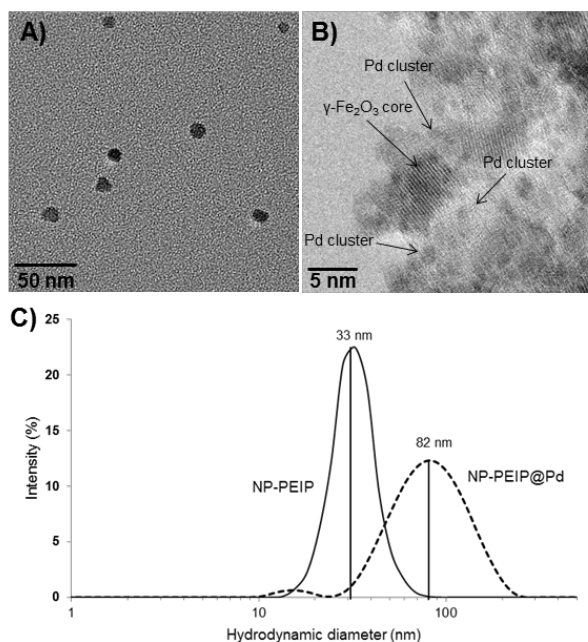 A)
50 nm
B)
Pd cluster
γ-Fe₂O₃ core
Pd cluster
Pd cluster
5 nm
C)
25
20
15
10
5
0
Intensity (%)
33 nm
82 nm
NP-PEIP
NP-PEIP@Pd
1
10
100
Hydrodynamic diameter (nm)